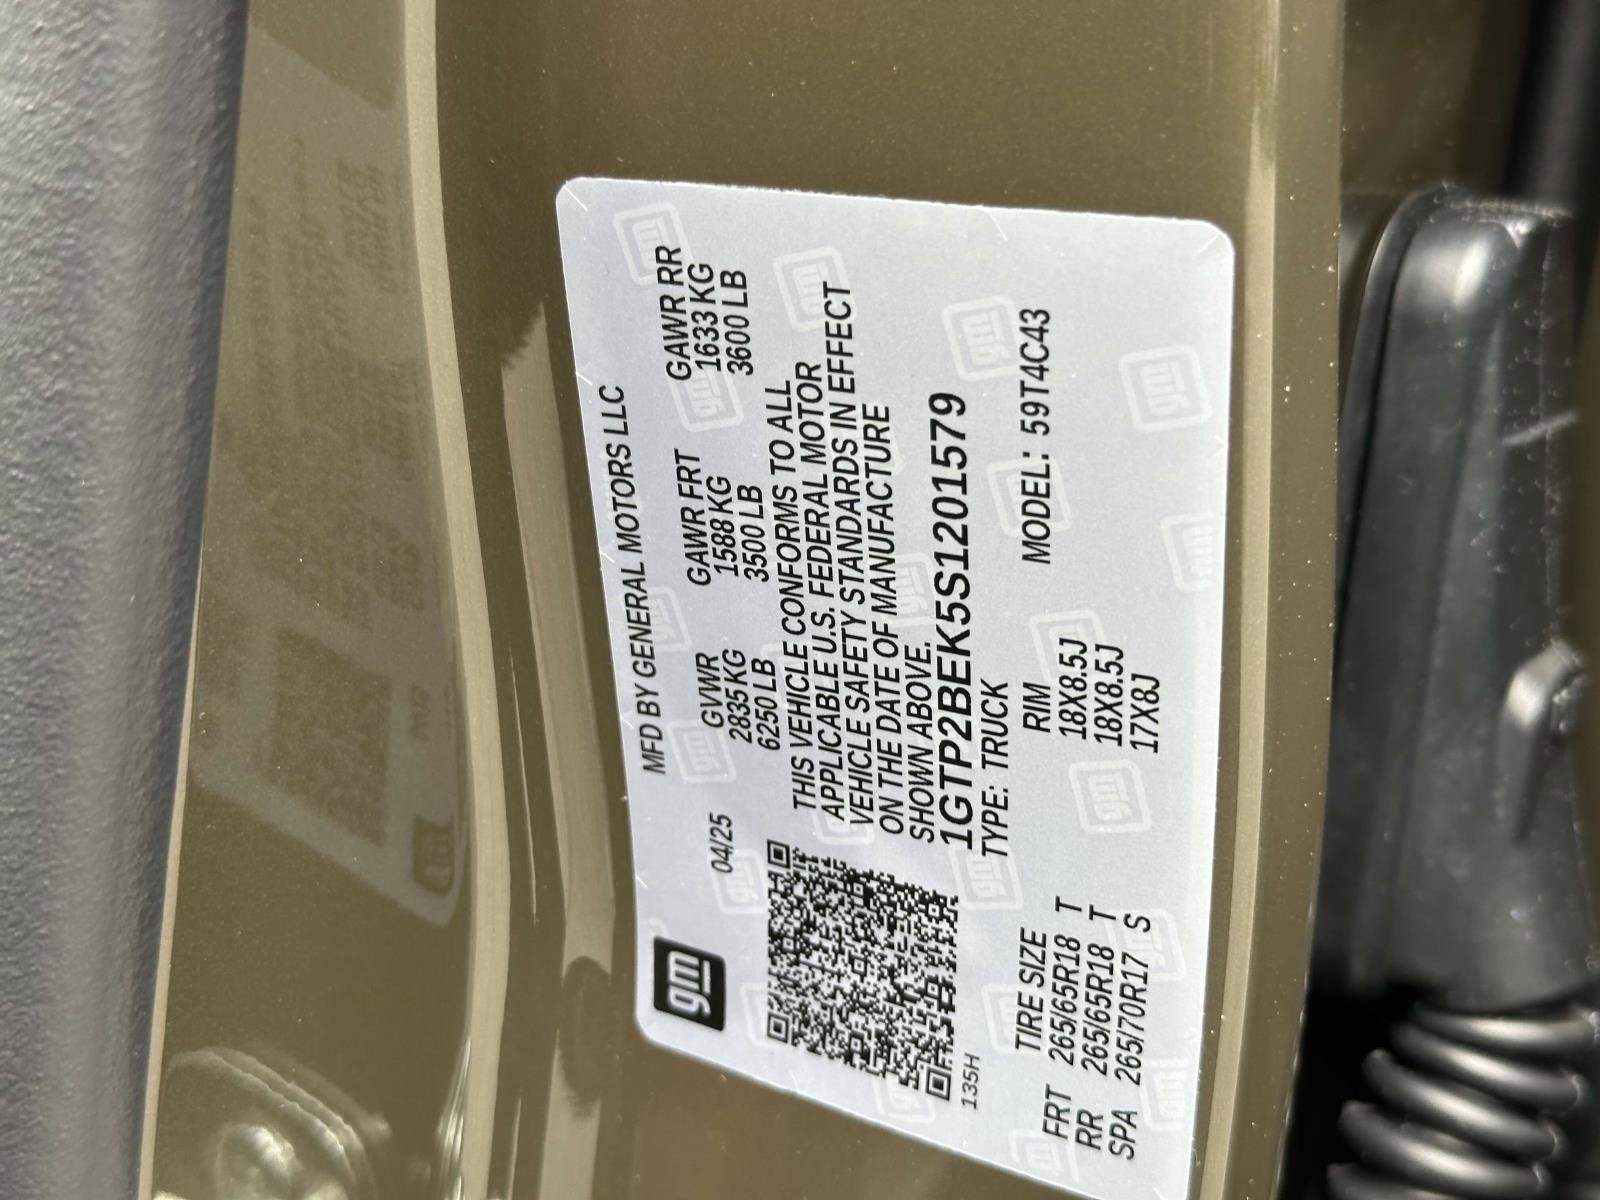 gm
04/25
MFD BY GENERAL MOTORS LLC
GVWR GAWR FRT GAWR RR
2835 KG 1588 KG 1633 KG
6250 LB 3500 LB 3600 LB
THIS VEHICLE CONFORMS TO ALL
APPLICABLE U.S. FEDERAL MOTOR
VEHICLE SAFETY STANDARDS IN EFFECT
ON THE DATE OF MANUFACTURE
SHOWN ABOVE.
1GTP2BEK5S1201579
TYPE: TRUCK MODEL: 59T4C43
135H
TIRE SIZE RIM
FRT 265/65R18 T 18X8.5J
RR 265/65R18 T 18X8.5J
SPA 265/70R17 S 17X8J